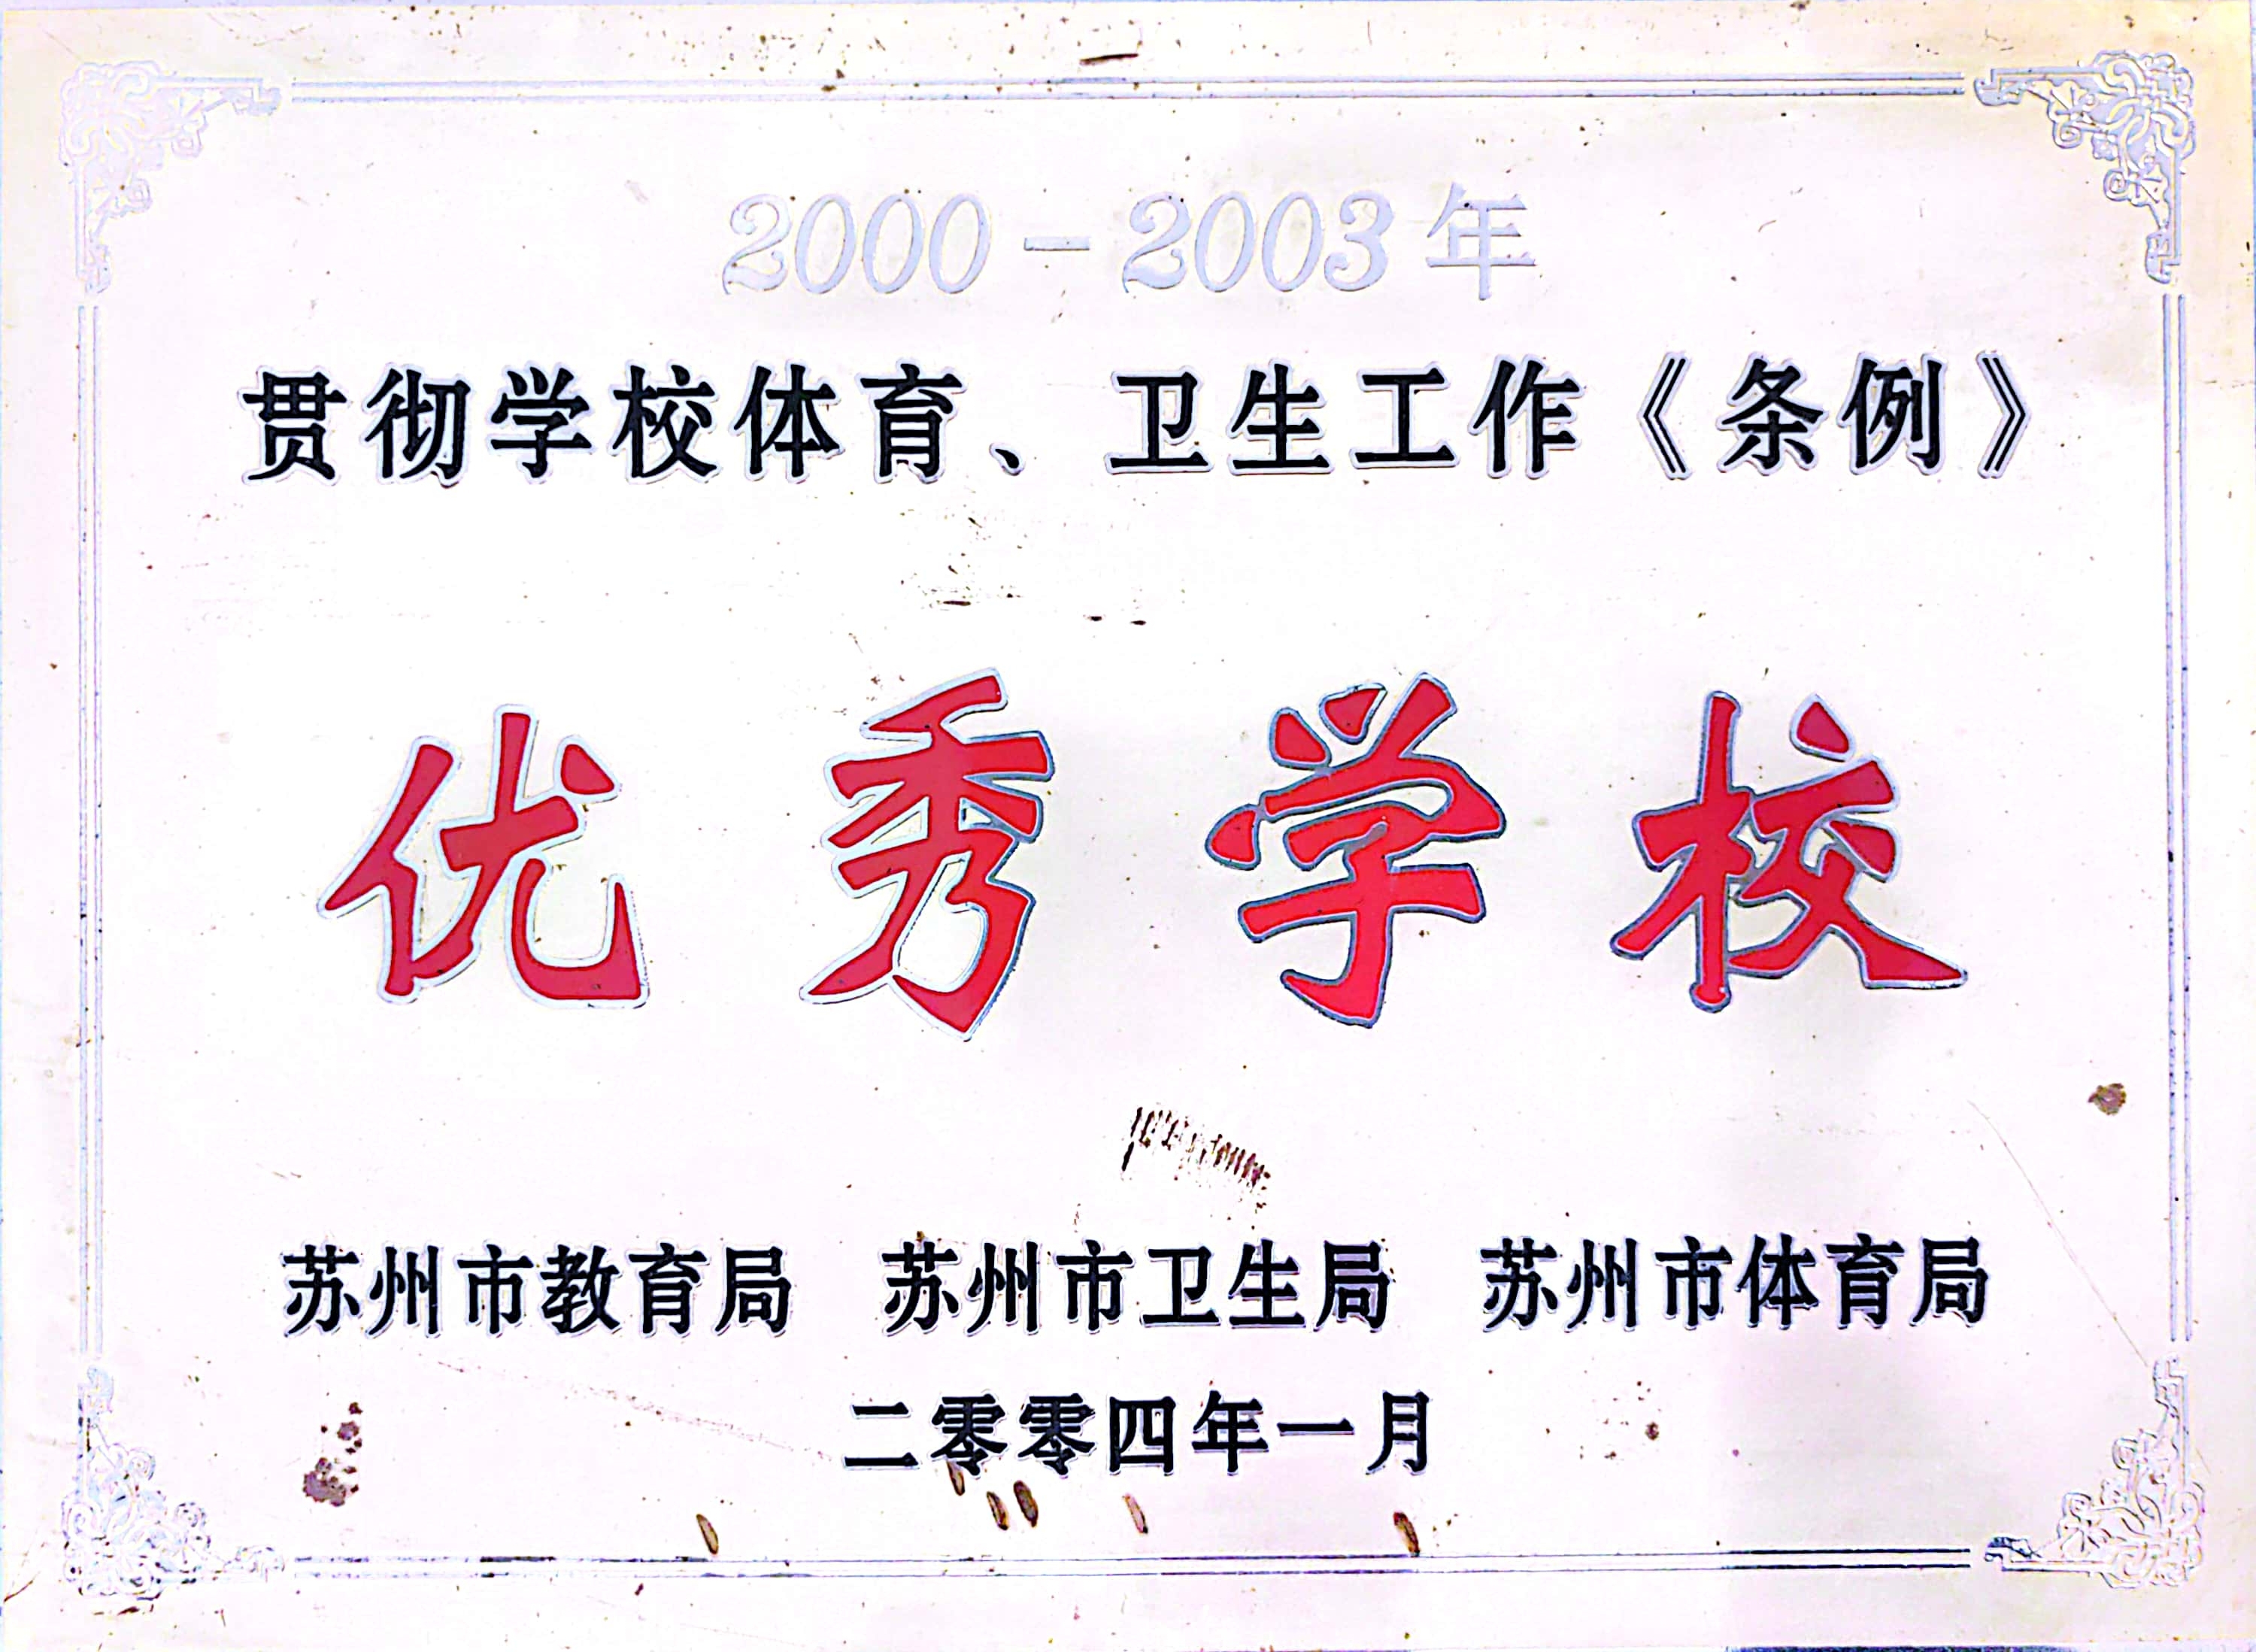 2000-2003年
贯彻学校体育、卫生工作《条例》
优秀学校
苏州市教育局 苏州市卫生局 苏州市体育局
二零零四年一月